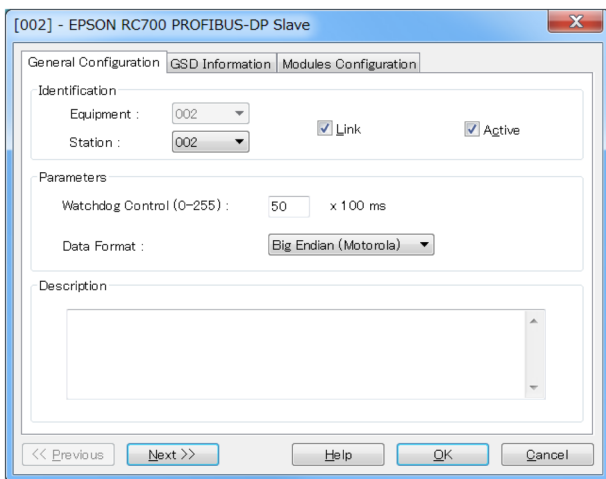 [002] - EPSON RC700 PROFIBUS-DP Slave
General Configuration GSD Information Modules Configuration
Identification
Equipment : 002
Link Active
Station : 002
Parameters
Watchdog Control (0-255) : 50 x 100 ms
Data Format : Big Endian (Motorola)
Description
<< Previous Next >> Help OK Cancel